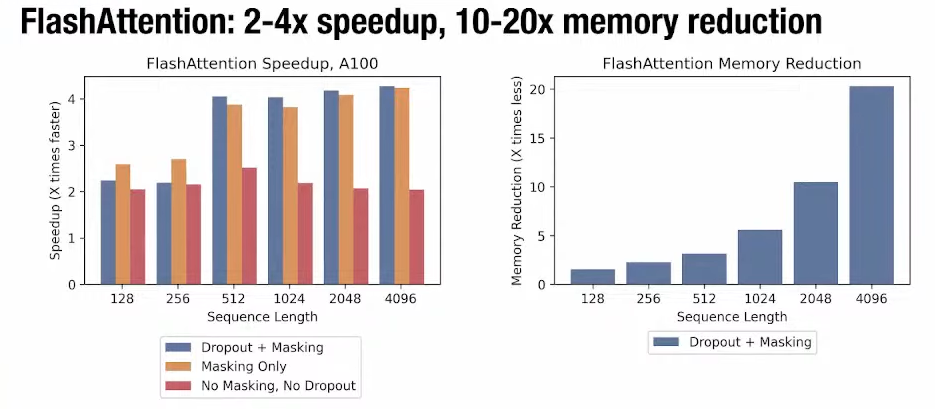 FlashAttention: 2-4x speedup, 10-20x memory reduction
FlashAttention Speedup, A100
Speedup (X times faster)
4
3
2
1
0
128 256 512 1024 2048 4096
Sequence Length
Dropout + Masking
Masking Only
No Masking, No Dropout
FlashAttention Memory Reduction
Memory Reduction (X times less)
20
15
10
5
0
128 256 512 1024 2048 4096
Sequence Length
Dropout + Masking